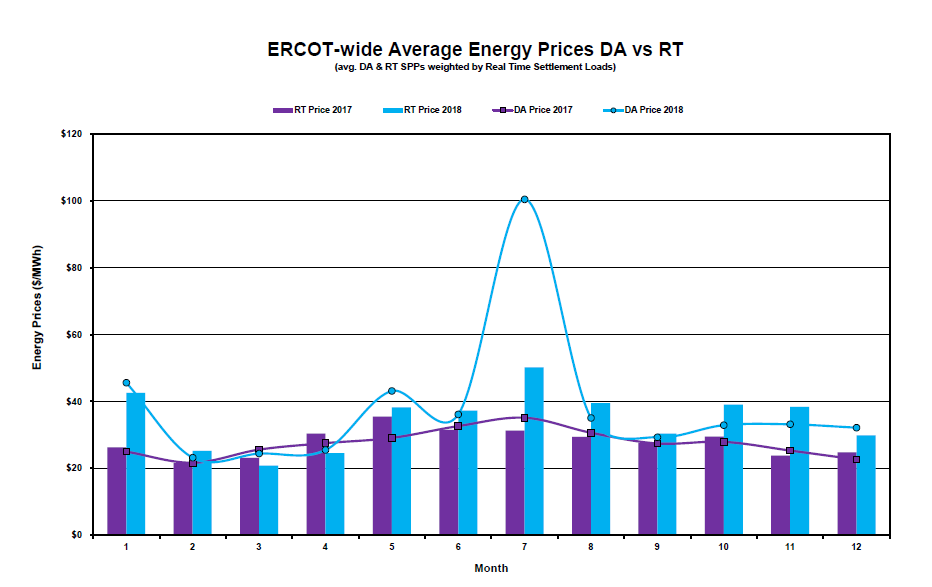 ERCOT-wide Average Energy Prices DA vs RT
(avg. DA & RT SPPs weighted by Real Time Settlement Loads)
RT Price 2017 RT Price 2018 DA Price 2017 DA Price 2018
$120
$100
$80
$60
$40
$20
$0
Energy Prices ($/MWh)
1 2 3 4 5 6 7 8 9 10 11 12
Month